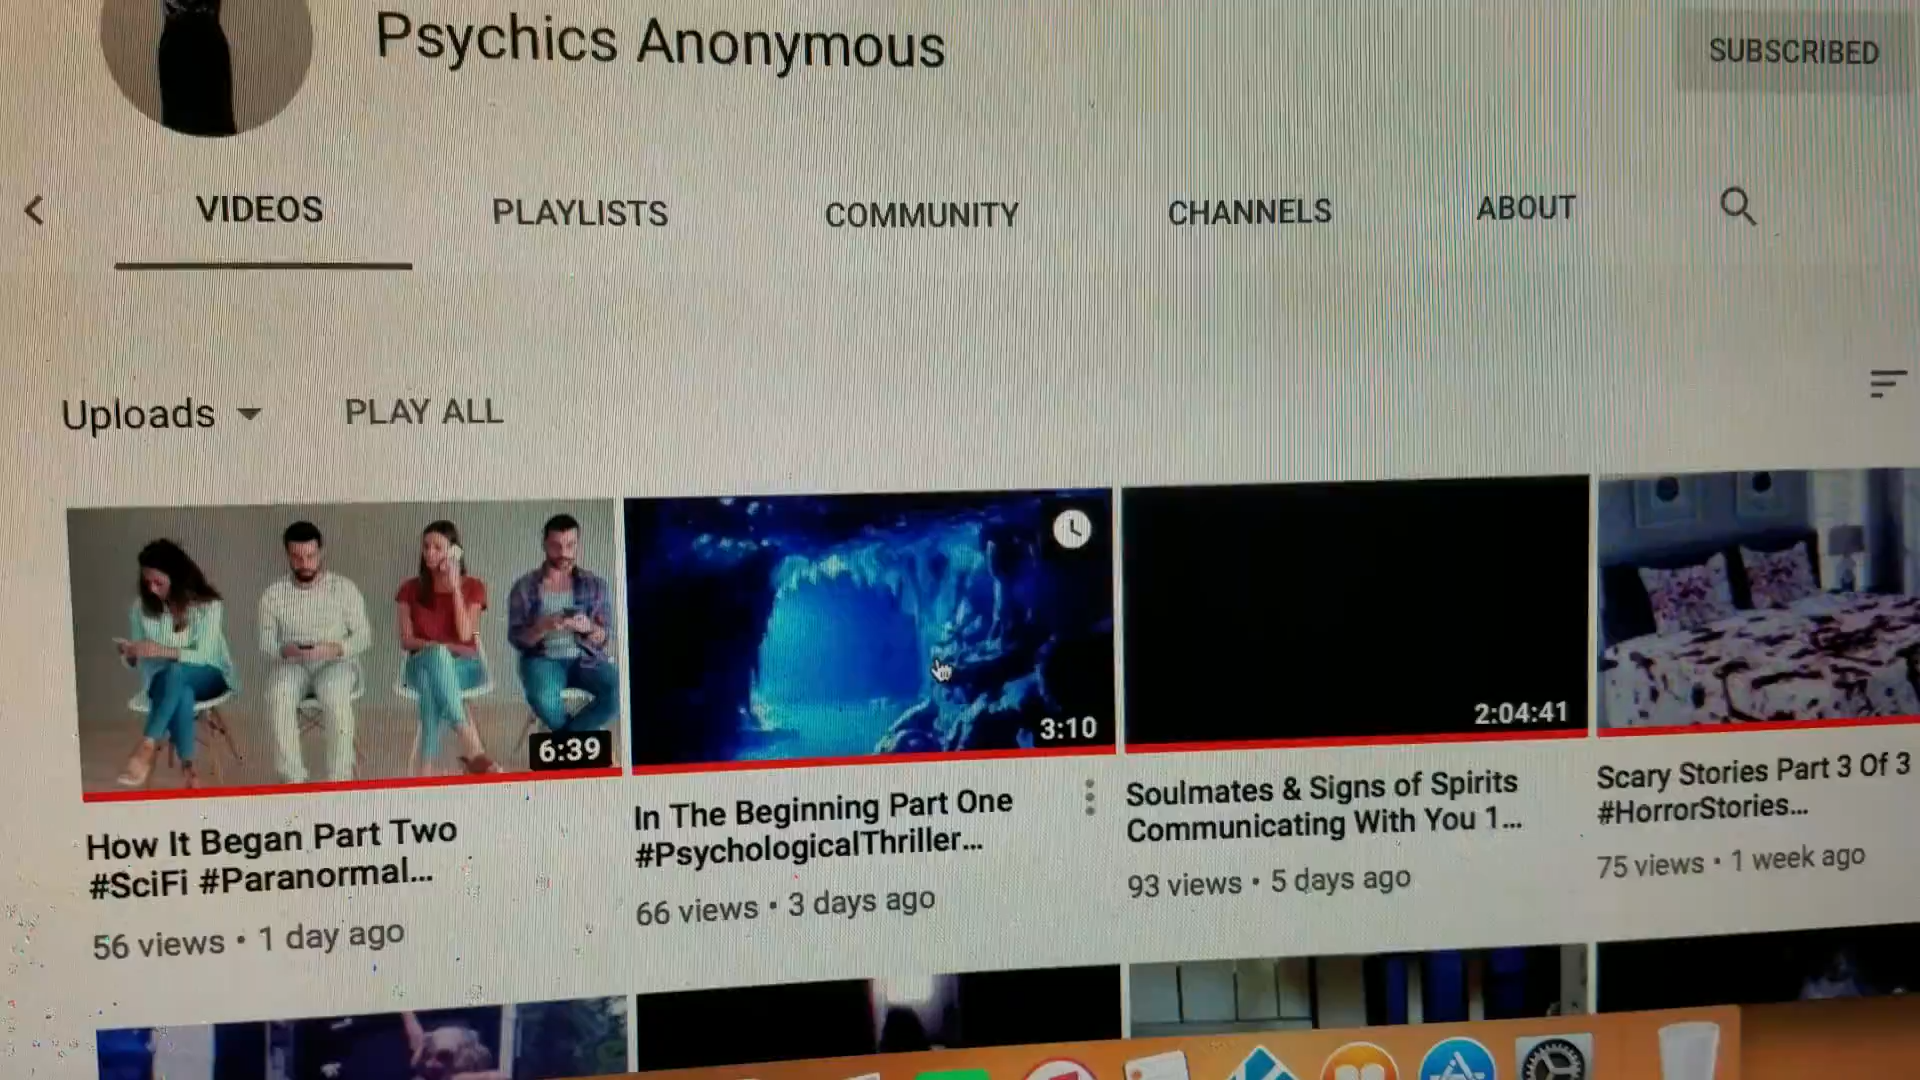 Psychics Anonymous
SUBSCRIBED
VIDEOS
PLAYLISTS
COMMUNITY
CHANNELS
ABOUT
Uploads
PLAY ALL
6:39
3:10
2:04:41
How It Began Part Two
#SciFi #Paranormal...
56 views • 1 day ago
In The Beginning Part One
#PsychologicalThriller...
66 views • 3 days ago
Soulmates & Signs of Spirits
Communicating With You 1...
93 views • 5 days ago
Scary Stories Part 3 Of 3
#HorrorStories...
75 views • 1 week ago